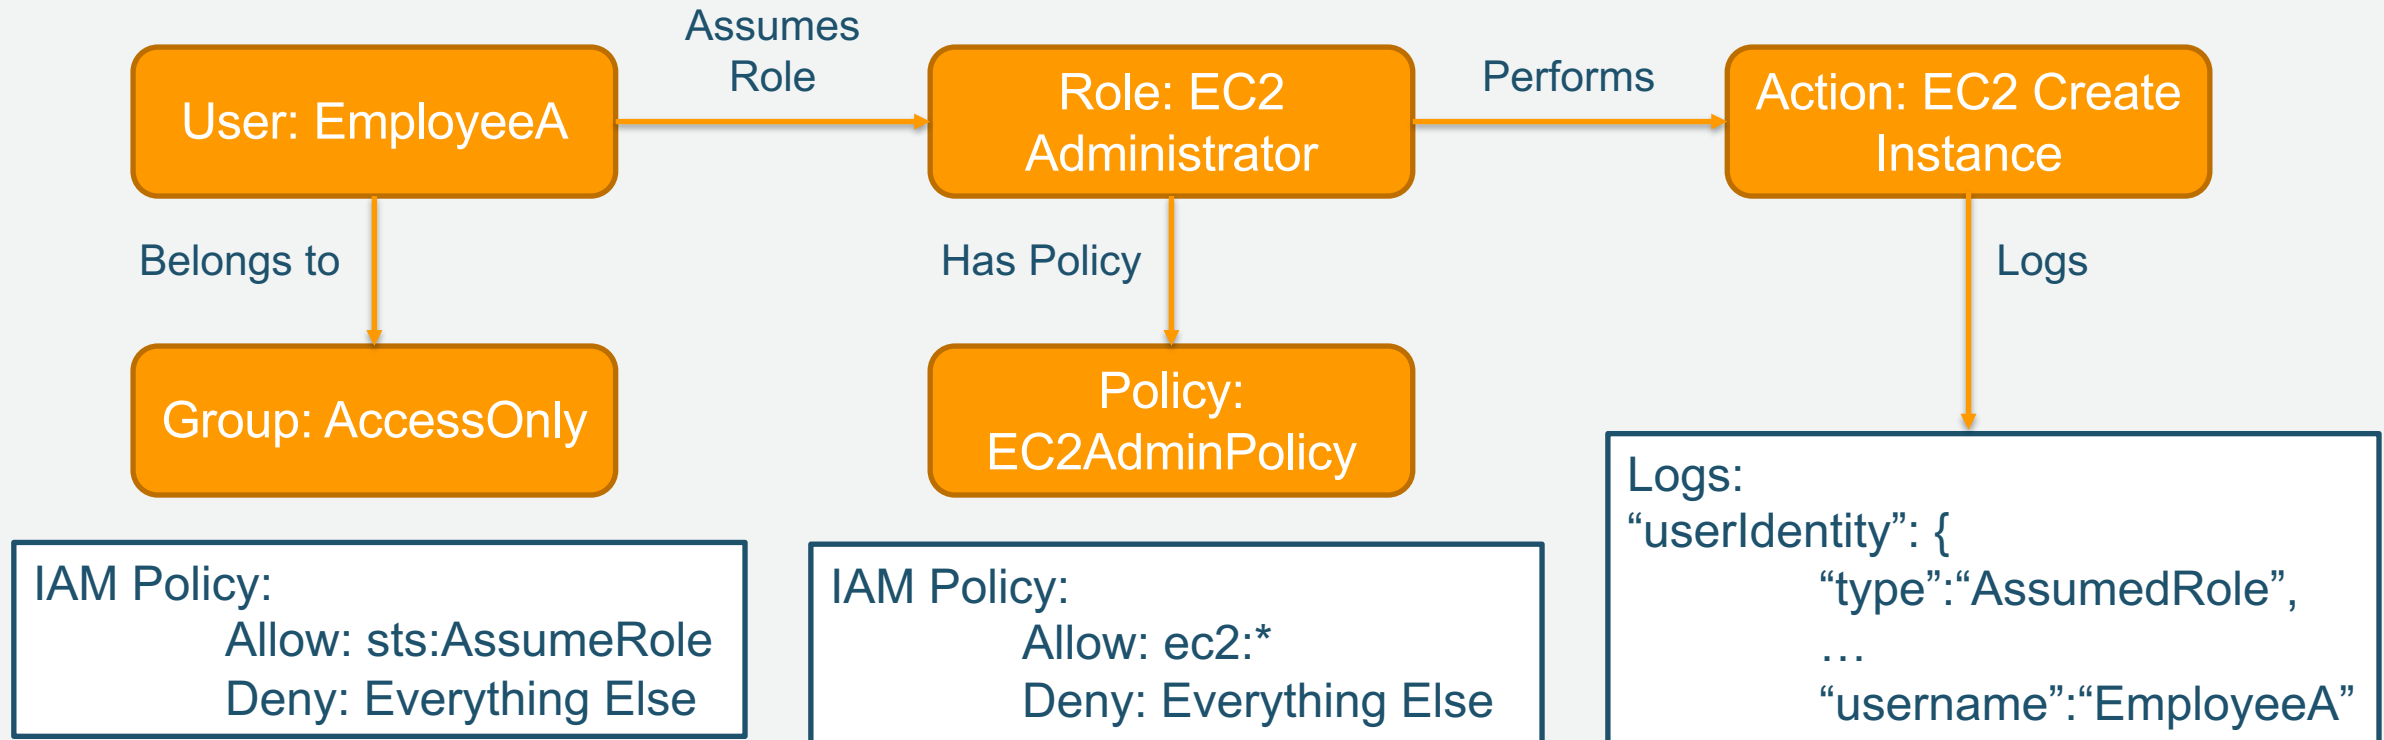 Assumes
Role
User: EmployeeA
Role: EC2
Administrator
Performs
Action: EC2 Create
Instance
Belongs to
Has Policy
Logs
Group: AccessOnly
Policy:
EC2AdminPolicy
IAM Policy:
Allow: sts:AssumeRole
Deny: Everything Else
IAM Policy:
Allow: ec2:*
Deny: Everything Else
Logs:
“userIdentity”: {
“type”:“AssumedRole”,
…
“username”:“EmployeeA”